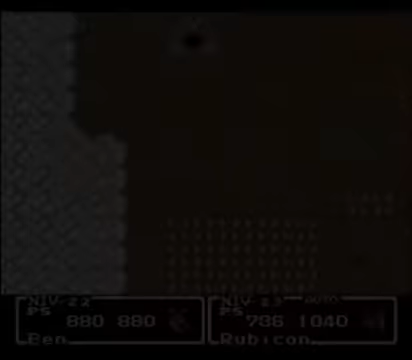 NIV-22
PS
880 880
Ben
NIV-23 AUTO
PS
786 1040
Rubicon